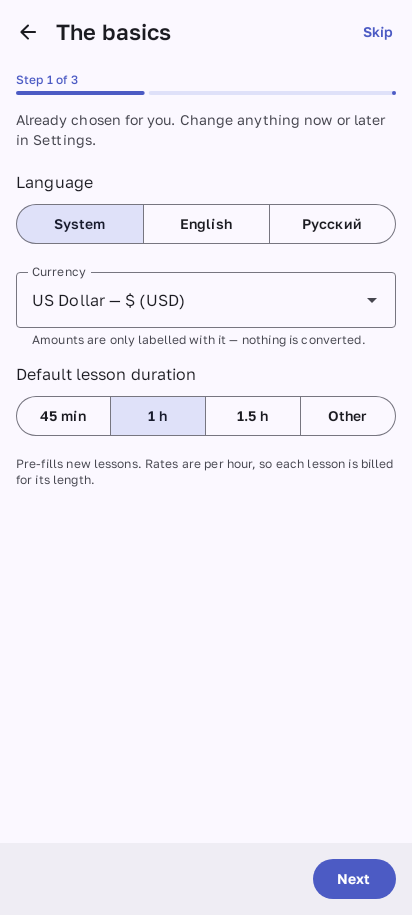 The basics
Skip
Step 1 of 3
Already chosen for you. Change anything now or later
in Settings.
Language
System
English
Русский
Currency
US Dollar — $ (USD)
Amounts are only labelled with it — nothing is converted.
Default lesson duration
45 min
1 h
1.5 h
Other
Pre-fills new lessons. Rates are per hour, so each lesson is billed
for its length.
Next